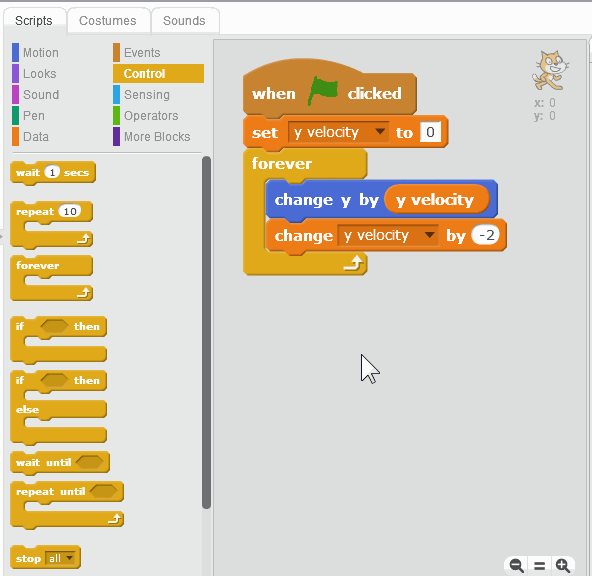 Scripts Costumes Sounds
Motion Events
Looks Control
Sound Sensing
Pen Operators
Data More Blocks
wait 1 secs
repeat 10
forever
if then
if then
else
wait until
repeat until
stop all
when clicked
set y velocity to 0
forever
change y by y velocity
change y velocity by -2
x: 0
y: 0